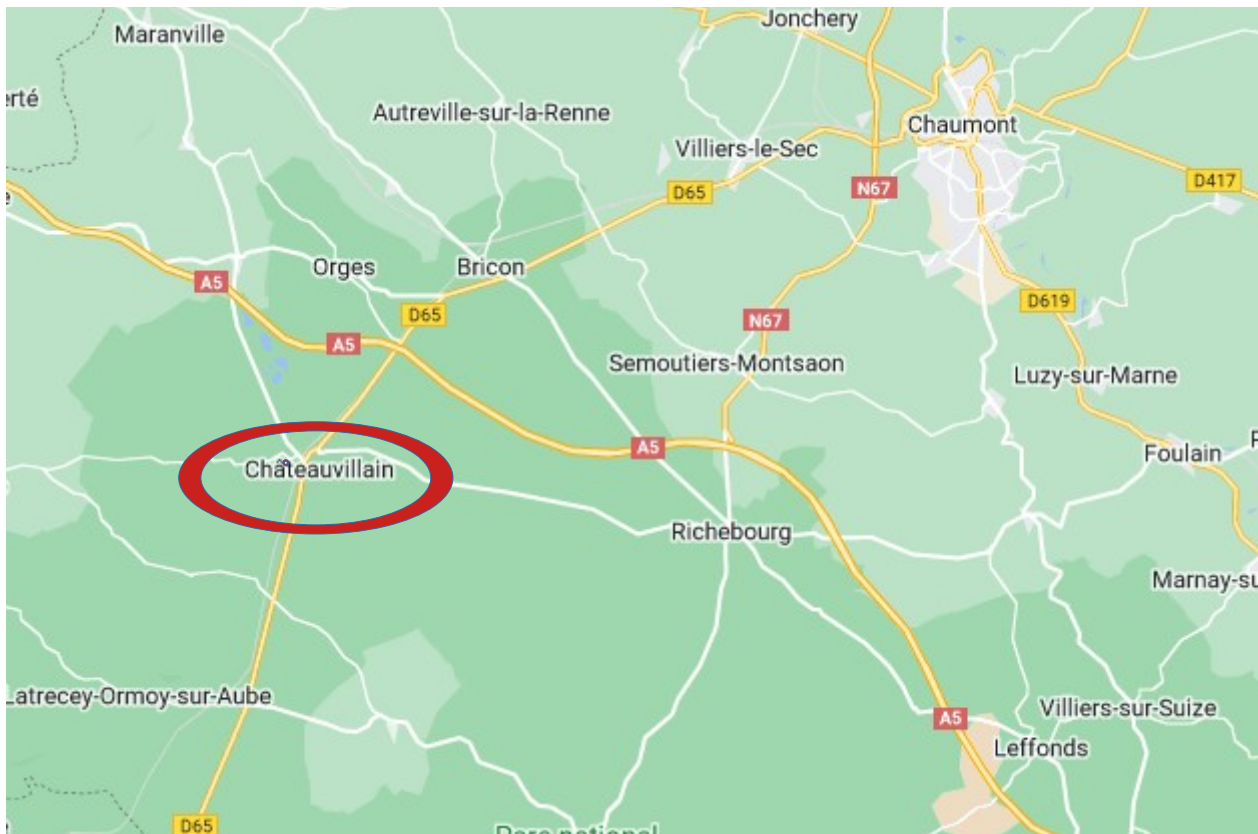 Jonchery
Maranville
erté
Autreville-sur-la-Renne
Chaumont
Villiers-le-Sec
D417
N67
D65
Orges
Bricon
A5
D619
D65
N67
A5
Semoutiers-Montsaon
Luzy-sur-Marne
A5
Foulain
Châteauvillain
Richebourg
Marnay-su
Latrecey-Ormoy-sur-Aube
Villiers-sur-Suize
A5
Leffonds
D65